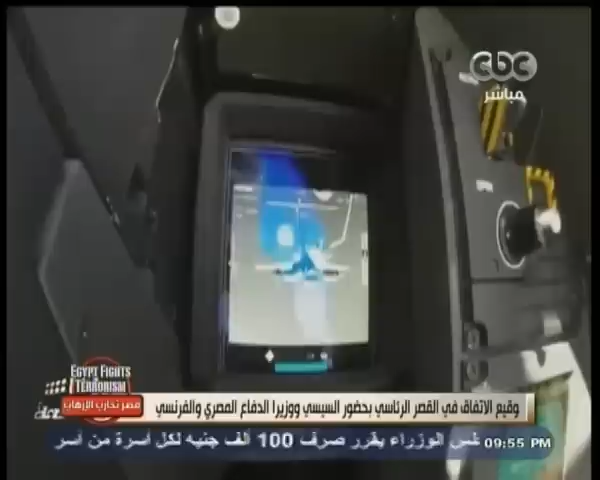 cbc
مباشر
EGYPT FIGHTS
TERRORISM
مصر تحارب الإرهاب
وقيع الاتفاق في القصر الرئاسي بحضور السيسي ووزيرا الدفاع المصري والفرنسي
لس الوزراء يقرر صرف 100 ألف جنيه لكل أسرة من أسر
09:55 PM